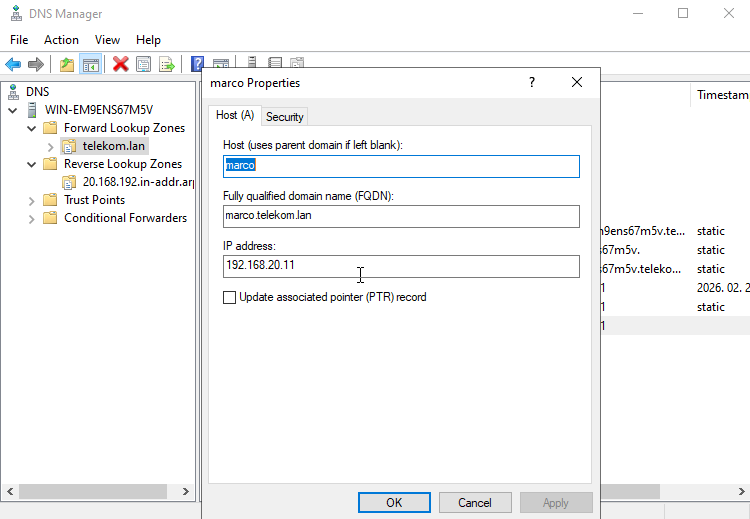 DNS Manager
File Action View Help
marco Properties
DNS
WIN-EM9ENS67M5V
Forward Lookup Zones
telekom.lan
Reverse Lookup Zones
20.168.192.in-addr.arp
Trust Points
Conditional Forwarders
Host (A) Security
Host (uses parent domain if left blank):
marco
Fully qualified domain name (FQDN):
marco.telekom.lan
IP address:
192.168.20.11
Update associated pointer (PTR) record
OK Cancel Apply
Timestam
n9ens67m5v.te... static
s67m5v. static
s67m5v.teleko... static
1 2026. 02. 2
1 static
1